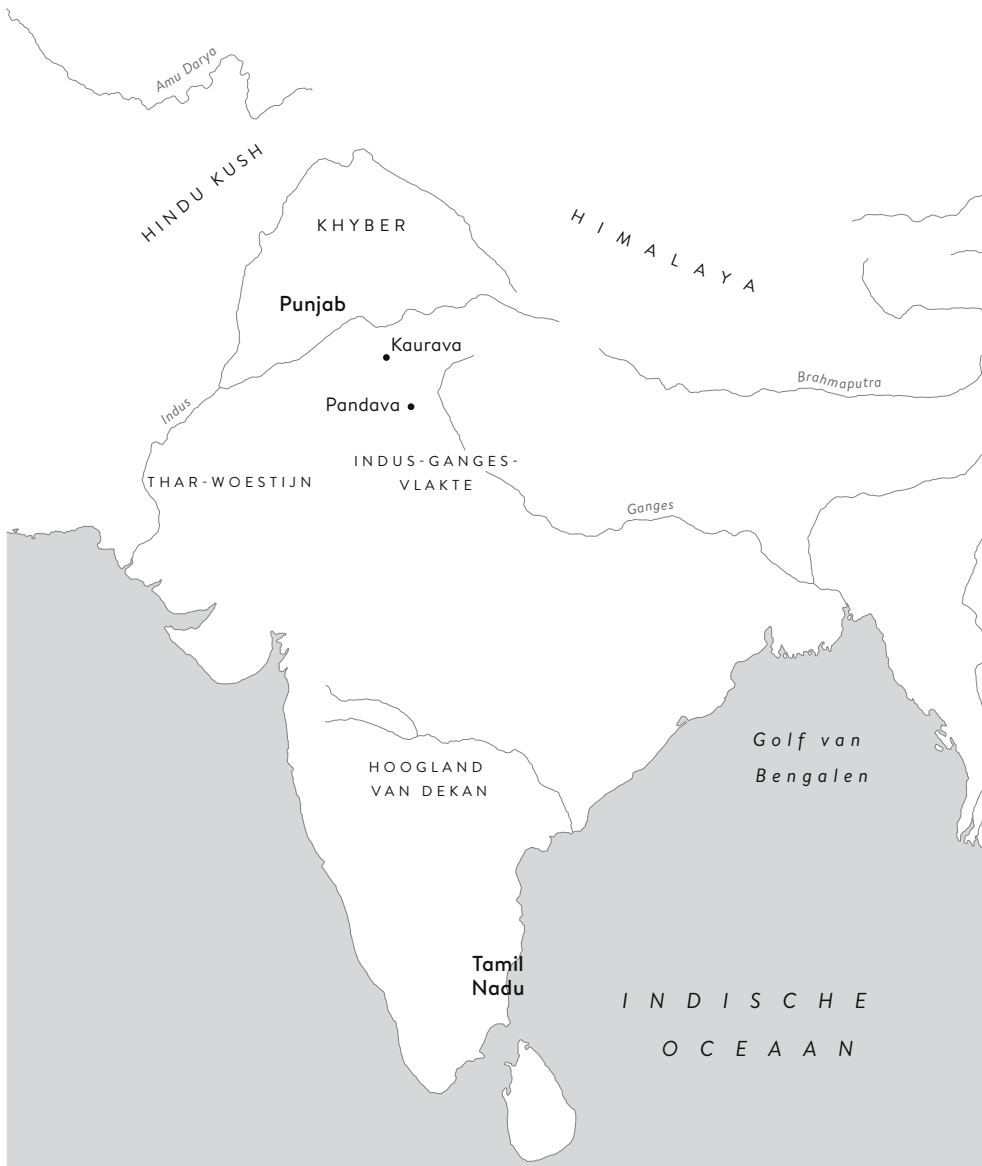 Amu Darya
HINDU KUSH
KHYBER
HIMALAYA
Punjab
Kaurava
Brahmaputra
Pandava
Indus
INDUS-GANGES-
VLAKTE
THAR-WOESTIJN
Ganges
Golf van
Bengalen
HOOGLAND
VAN DEKAN
Tamil
Nadu
INDISCHE
OCEAAN